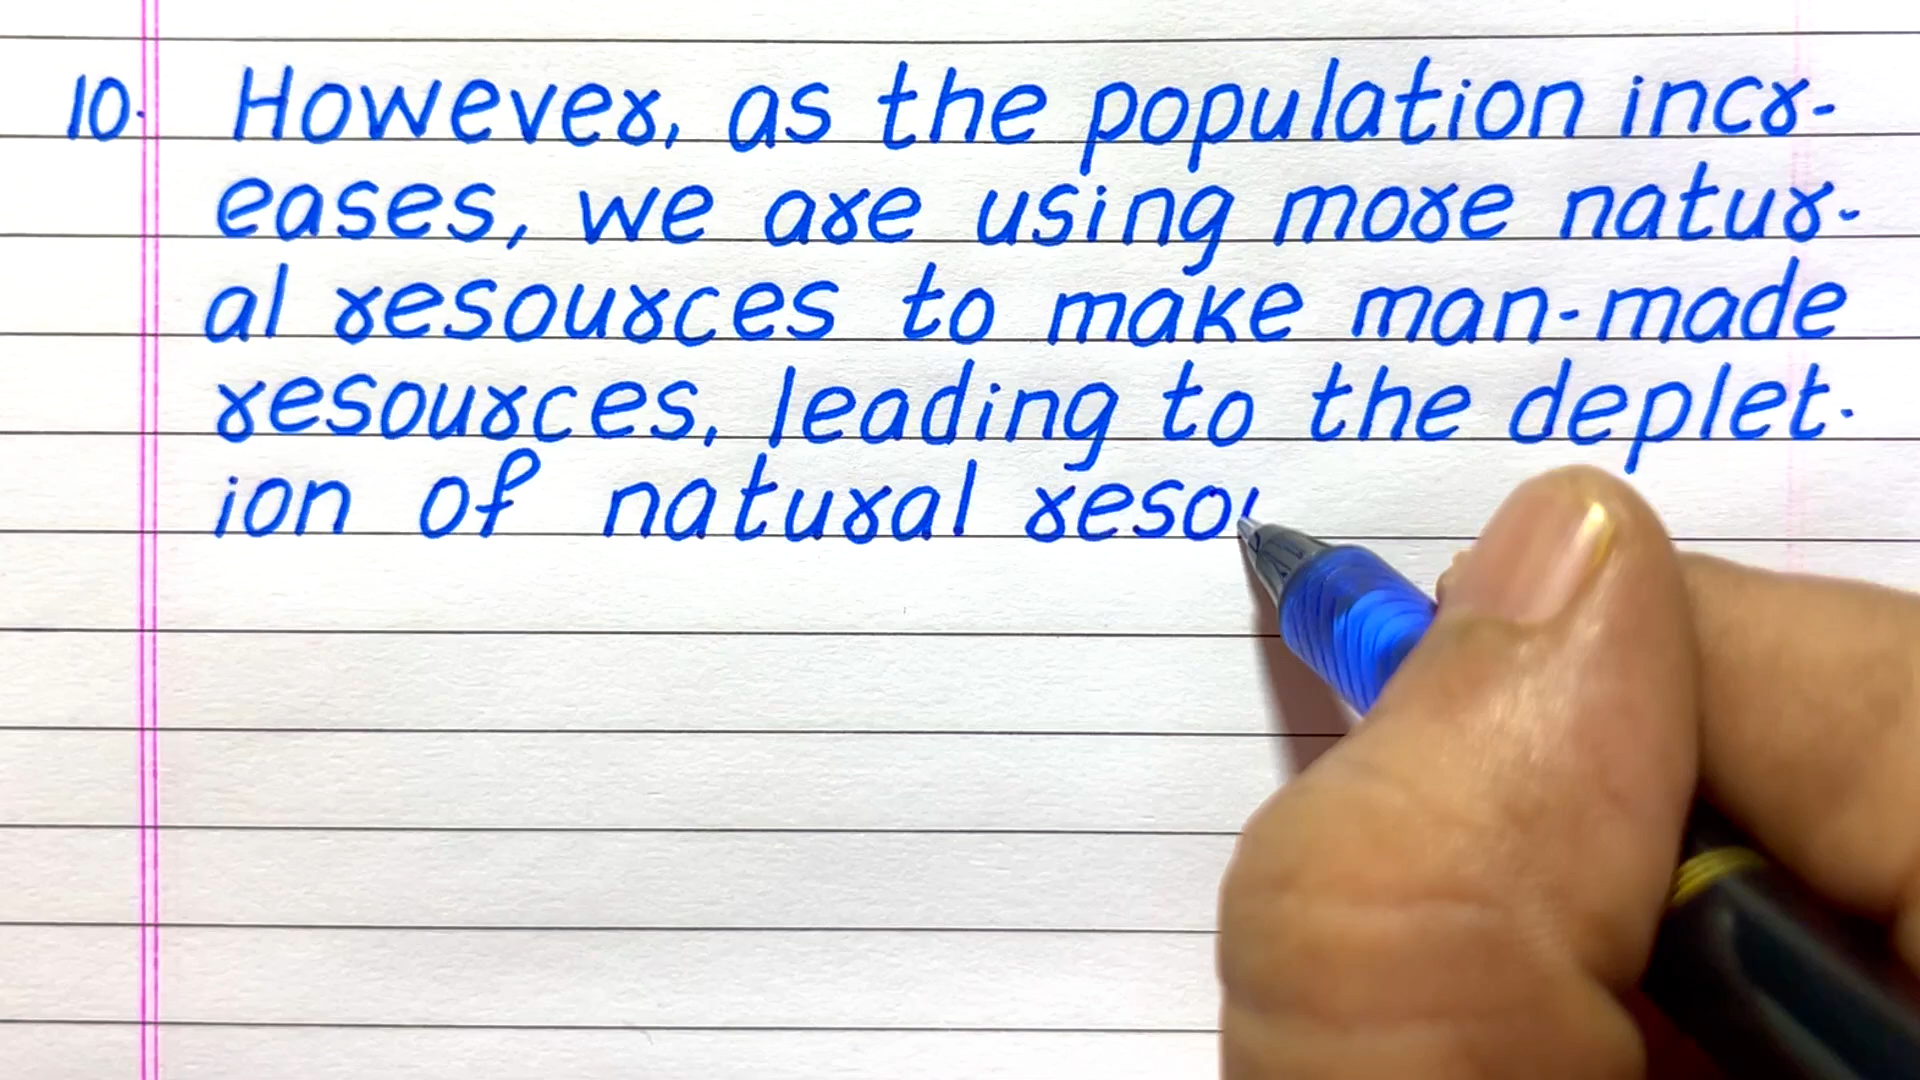 10. However, as the population incr-
eases, we are using more natur-
al resources to make man-made
resources, leading to the deplet-
ion of natural reso